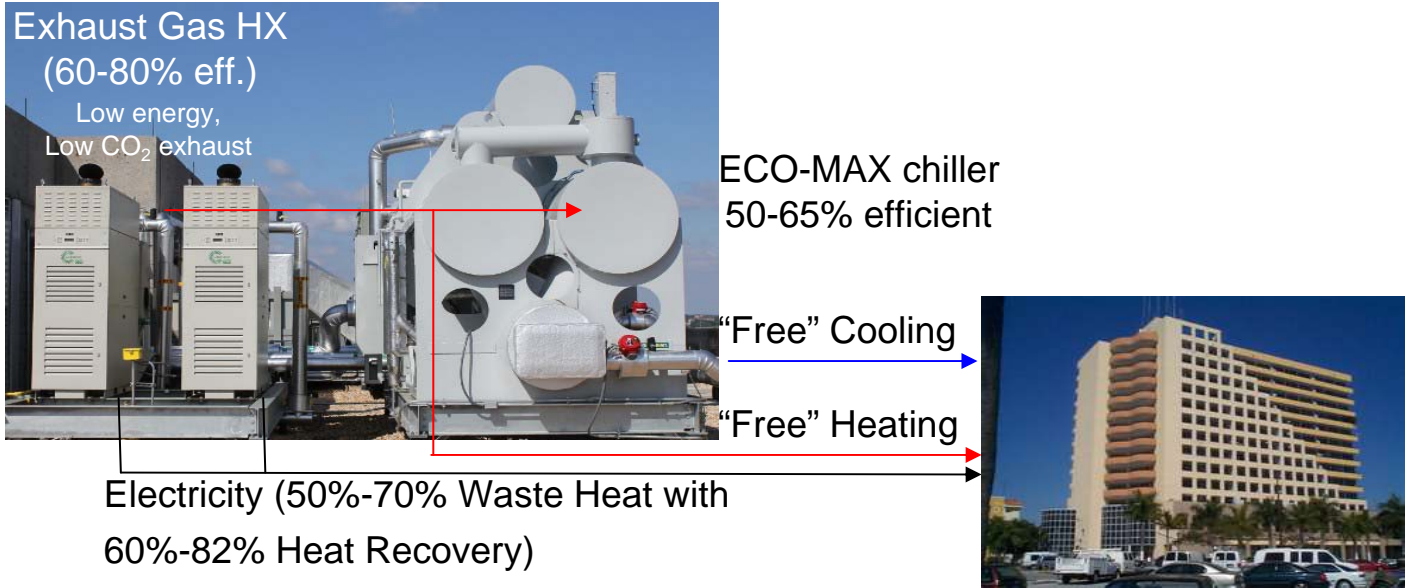 Exhaust Gas HX
(60-80% eff.)
Low energy,
Low CO₂ exhaust
ECO-MAX chiller
50-65% efficient
“Free” Cooling
“Free” Heating
Electricity (50%-70% Waste Heat with
60%-82% Heat Recovery)